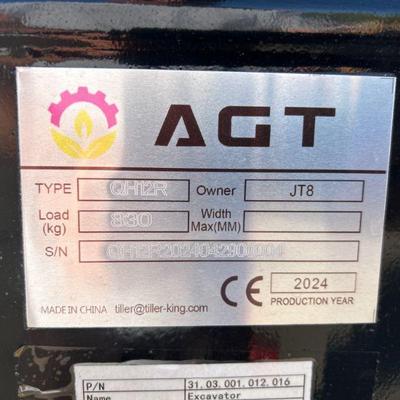 AGT
TYPE QH12R Owner JT8
Load (kg) 830 Width Max(MM)
S/N
CE 2024
MADE IN CHINA tiller@tiller-king.com PRODUCTION YEAR
P/N 31.03.001.012.016
Name Excavator